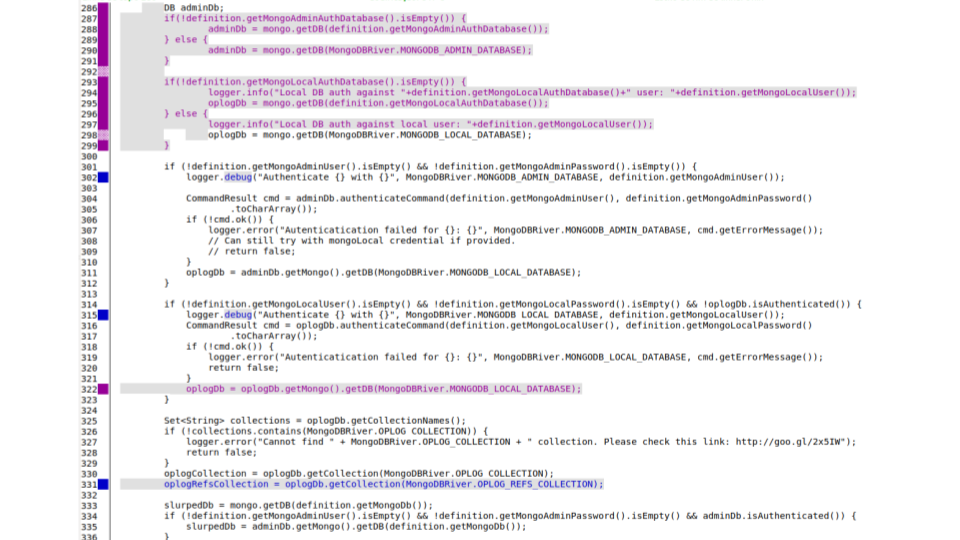 286 DB adminDb;
287 if(!definition.getMongoAdminAuthDatabase().isEmpty()) {
288 adminDb = mongo.getDB(definition.getMongoAdminAuthDatabase());
289 } else {
290 adminDb = mongo.getDB(MongoDBRiver.MONGODB_ADMIN_DATABASE);
291 }
292
293 if(!definition.getMongoLocalAuthDatabase().isEmpty()) {
294 logger.info("Local DB auth against "+definition.getMongoLocalAuthDatabase()+" user: "+definition.getMongoLocalUser());
295 oplogDb = mongo.getDB(definition.getMongoLocalAuthDatabase());
296 } else {
297 logger.info("Local DB auth against local user: "+definition.getMongoLocalUser());
298 oplogDb = mongo.getDB(MongoDBRiver.MONGODB_LOCAL_DATABASE);
299 }
300
301 if (!definition.getMongoAdminUser().isEmpty() && !definition.getMongoAdminPassword().isEmpty()) {
302 logger.debug("Authenticate {} with {}", MongoDBRiver.MONGODB_ADMIN_DATABASE, definition.getMongoAdminUser());
303
304 CommandResult cmd = adminDb.authenticateCommand(definition.getMongoAdminUser(), definition.getMongoAdminPassword()
305 .toCharArray());
306 if (!cmd.ok()) {
307 logger.error("Autenticatication failed for {}: {}", MongoDBRiver.MONGODB_ADMIN_DATABASE, cmd.getErrorMessage());
308 // Can still try with mongoLocal credential if provided.
309 // return false;
310 }
311 oplogDb = adminDb.getMongo().getDB(MongoDBRiver.MONGODB_LOCAL_DATABASE);
312 }
313
314 if (!definition.getMongoLocalUser().isEmpty() && !definition.getMongoLocalPassword().isEmpty() && !oplogDb.isAuthenticated()) {
315 logger.debug("Authenticate {} with {}", MongoDBRiver.MONGODB_LOCAL_DATABASE, definition.getMongoLocalUser());
316 CommandResult cmd = oplogDb.authenticateCommand(definition.getMongoLocalUser(), definition.getMongoLocalPassword()
317 .toCharArray());
318 if (!cmd.ok()) {
319 logger.error("Autenticatication failed for {}: {}", MongoDBRiver.MONGODB_LOCAL_DATABASE, cmd.getErrorMessage());
320 return false;
321 }
322 oplogDb = oplogDb.getMongo().getDB(MongoDBRiver.MONGODB_LOCAL_DATABASE);
323 }
324
325 Set<String> collections = oplogDb.getCollectionNames();
326 if (!collections.contains(MongoDBRiver.OPLOG_COLLECTION)) {
327 logger.error("Cannot find " + MongoDBRiver.OPLOG_COLLECTION + " collection. Please check this link: http://goo.gl/2x5IW");
328 return false;
329 }
330 oplogCollection = oplogDb.getCollection(MongoDBRiver.OPLOG_COLLECTION);
331 oplogRefsCollection = oplogDb.getCollection(MongoDBRiver.OPLOG_REFS_COLLECTION);
332
333 slurpedDb = mongo.getDB(definition.getMongoDb());
334 if (!definition.getMongoAdminUser().isEmpty() && !definition.getMongoAdminPassword().isEmpty() && adminDb.isAuthenticated()) {
335 slurpedDb = adminDb.getMongo().getDB(definition.getMongoDb());
336 }